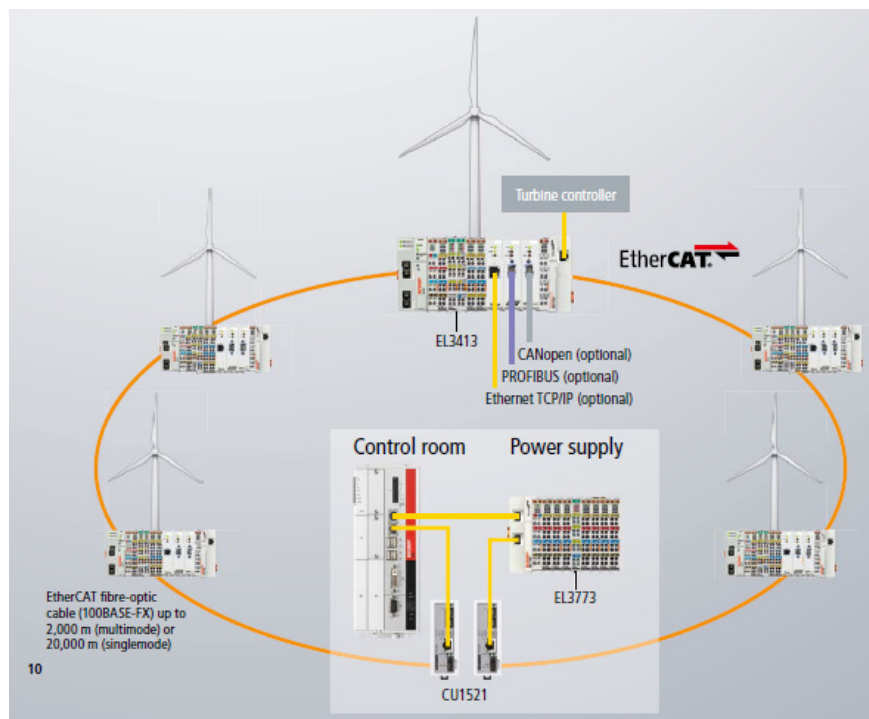 Turbine controller
EtherCAT.
EL3413
CANopen (optional)
PROFIBUS (optional)
Ethernet TCP/IP (optional)
Control room
Power supply
EL3773
EtherCAT fibre-optic
cable (100BASE-FX) up to
2,000 m (multimode) or
20,000 m (singlemode)
10
CU1521